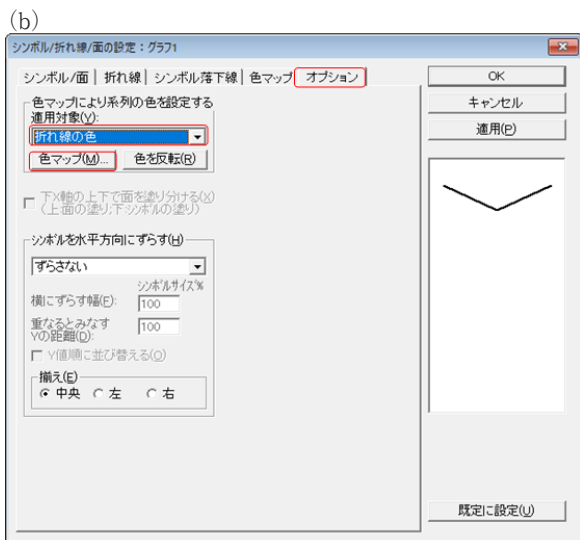 (b)
シンボル/折れ線/面の設定：グラフ1
シンボル/面 折れ線 シンボル落下線 色マップ オプション
OK
キャンセル
適用(P)
色マップにより系列の色を設定する
適用対象(Y):
折れ線の色
色マップ(M)... 色を反転(R)
下X軸の上下で面を塗り分ける(X)
(上:面の塗り;下:シンボルの塗り)
シンボルを水平方向にずらす(H)
ずらさない
シンボルサイズ%
横にずらす幅(F): 100
重なるとみなす
Yの距離(D): 100
Y値順に並び替える(O)
揃え(E)
中央 左 右
既定に設定(U)